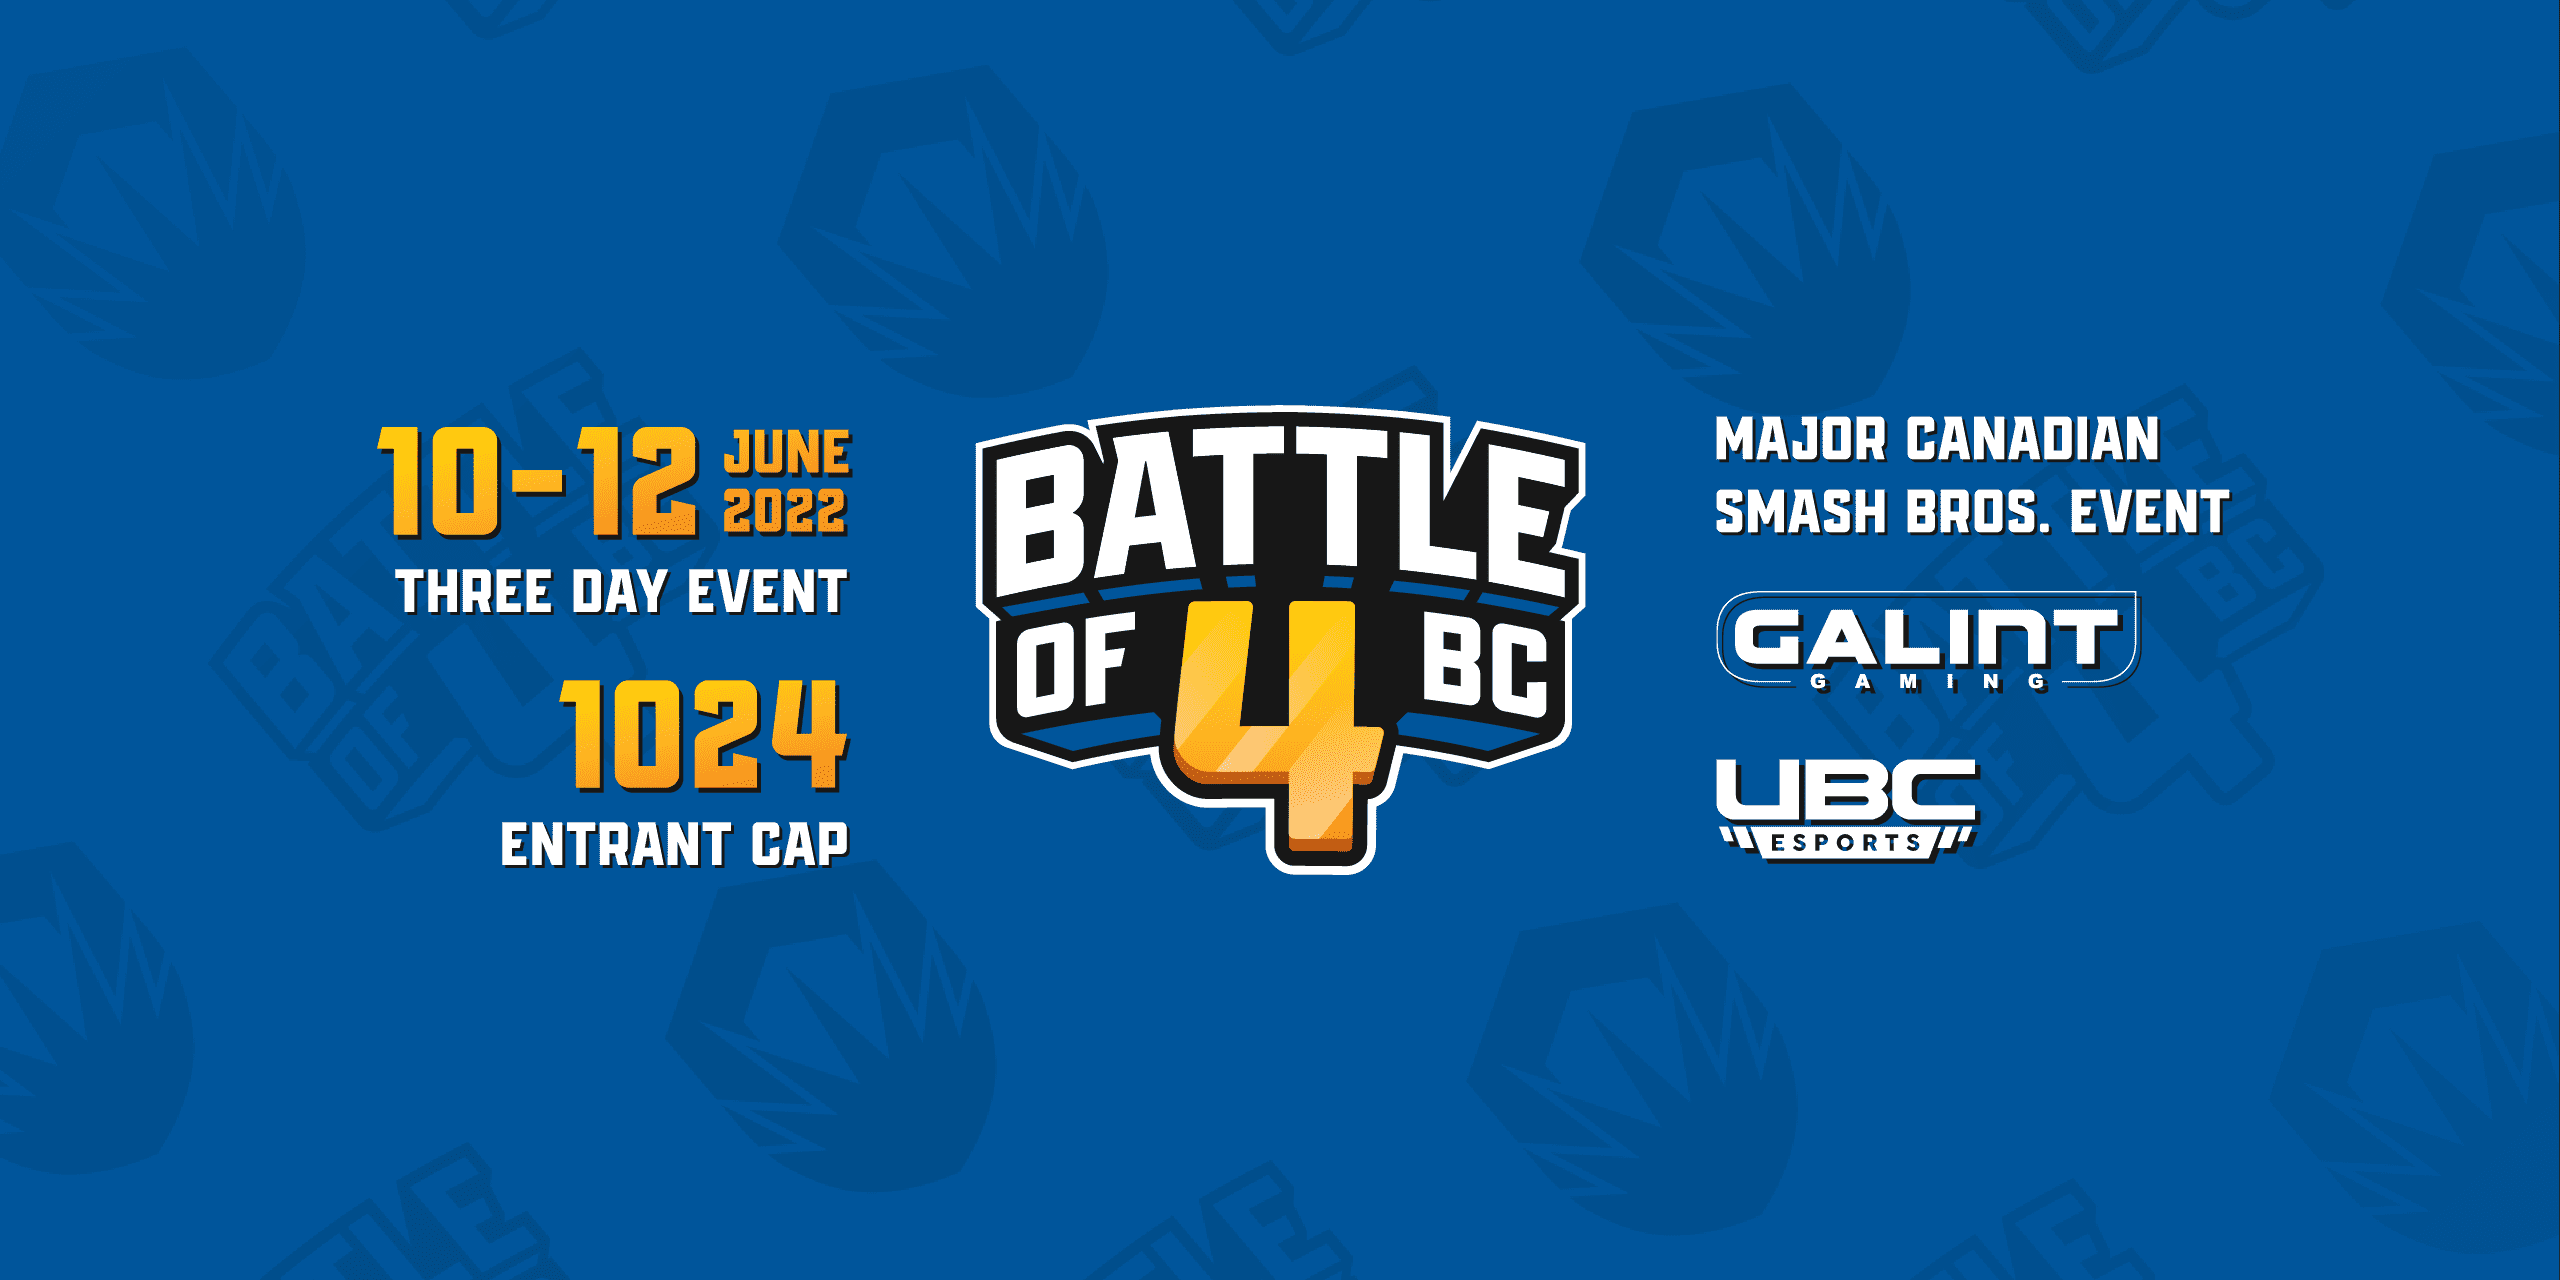 10-12 JUNE
2022
THREE DAY EVENT
1024
ENTRANT CAP
BATTLE
OF 4 BC
MAJOR CANADIAN
SMASH BROS. EVENT
GALINT
GAMING
UBC
ESPORTS